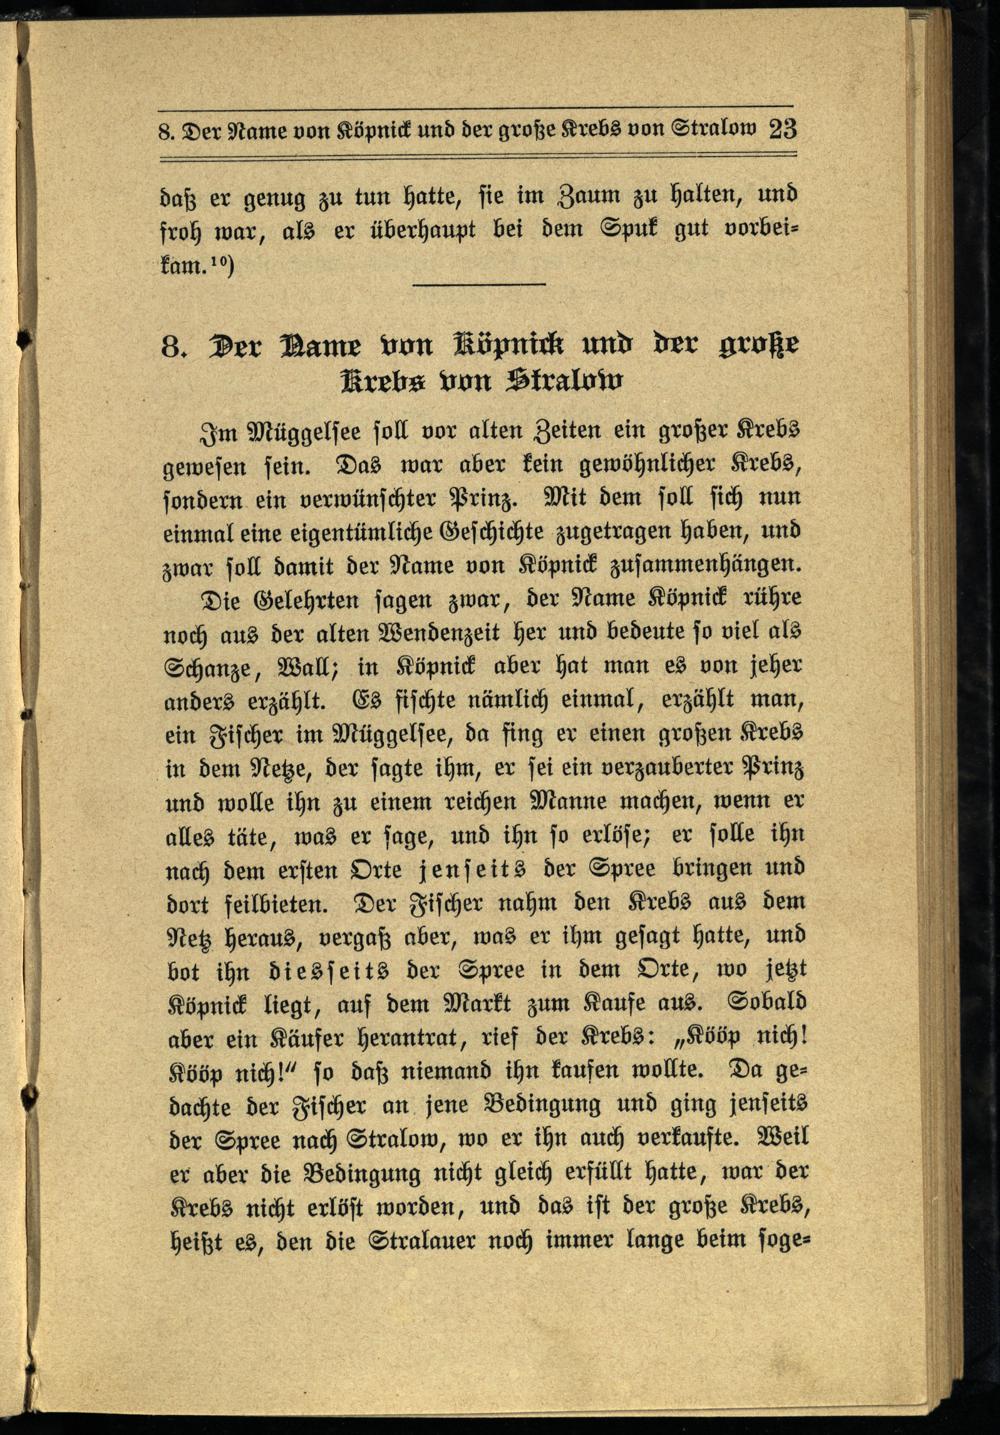 8. Der Name von Köpnick und der große Krebs von Stralow 23
daß er genug zu tun hatte, sie im Zaum zu halten, und
froh war, als er überhaupt bei dem Spuk gut vorbei-
kam.¹⁰)
8. Der Name von Köpnick und der große
Krebs von Stralow
Im Müggelsee soll vor alten Zeiten ein großer Krebs
gewesen sein. Das war aber kein gewöhnlicher Krebs,
sondern ein verwünschter Prinz. Mit dem soll sich nun
einmal eine eigentümliche Geschichte zugetragen haben, und
zwar soll damit der Name von Köpnick zusammenhängen.
Die Gelehrten sagen zwar, der Name Köpnick rühre
noch aus der alten Wendenzeit her und bedeute so viel als
Schanze, Wall; in Köpnick aber hat man es von jeher
anders erzählt. Es fischte nämlich einmal, erzählt man,
ein Fischer im Müggelsee, da fing er einen großen Krebs
in dem Netze, der sagte ihm, er sei ein verzauberter Prinz
und wolle ihn zu einem reichen Manne machen, wenn er
alles täte, was er sage, und ihn so erlöse; er solle ihn
nach dem ersten Orte jenseits der Spree bringen und
dort feilbieten. Der Fischer nahm den Krebs aus dem
Netz heraus, vergaß aber, was er ihm gesagt hatte, und
bot ihn diesseits der Spree in dem Orte, wo jetzt
Köpnick liegt, auf dem Markt zum Kaufe aus. Sobald
aber ein Käufer herantrat, rief der Krebs: „Kööp nich!
Kööp nich!“ so daß niemand ihn kaufen wollte. Da ge-
dachte der Fischer an jene Bedingung und ging jenseits
der Spree nach Stralow, wo er ihn auch verkaufte. Weil
er aber die Bedingung nicht gleich erfüllt hatte, war der
Krebs nicht erlöst worden, und das ist der große Krebs,
heißt es, den die Stralauer noch immer lange beim soge-